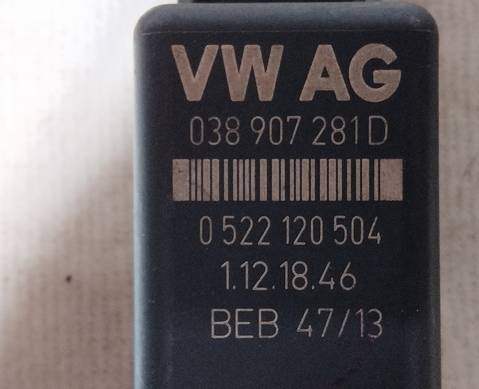 VW AG
038 907 281D
0 522 120 504
1.12.18.46
BEB 47/13